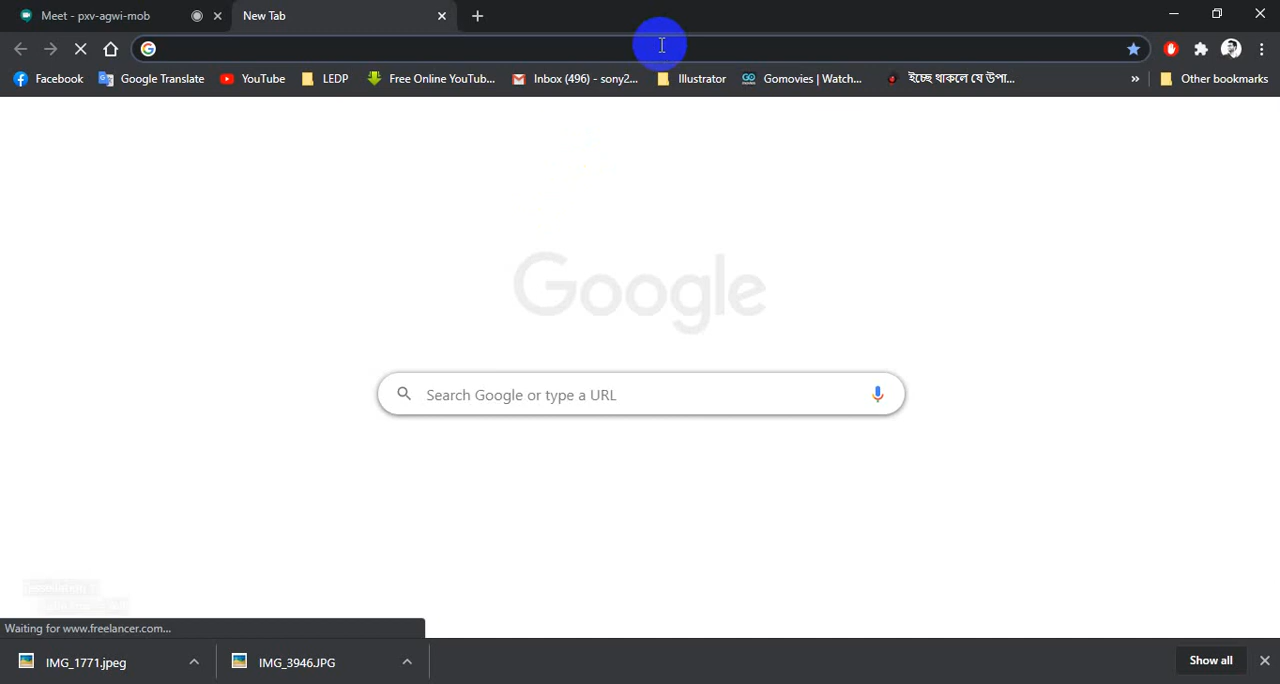 Meet - pxv-agwi-mob
New Tab
Facebook Google Translate YouTube LEDP Free Online YouTub... Inbox (496) - sony2... Illustrator Gomovies | Watch... ইচ্ছে থাকলে যে উপা... » Other bookmarks
Google
Search Google or type a URL
Waiting for www.freelancer.com...
IMG_1771.jpeg IMG_3946.JPG Show all